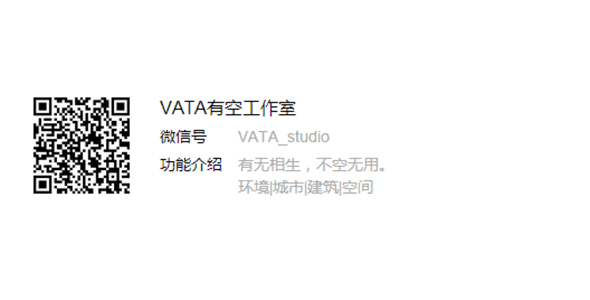 VATA有空工作室
微信号 VATA_studio
功能介绍 有无相生，不空无用。
环境|城市|建筑|空间